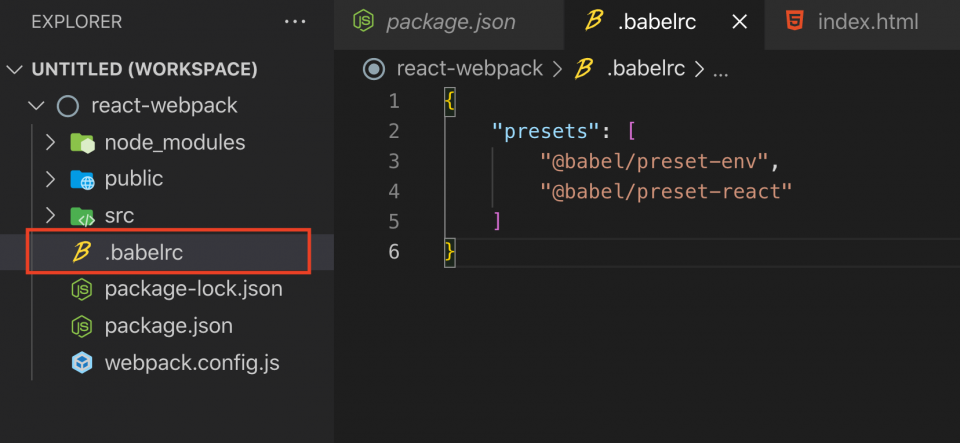 EXPLORER ...
UNTITLED (WORKSPACE)
react-webpack
node_modules
public
src
.babelrc
package-lock.json
package.json
webpack.config.js
package.json .babelrc index.html
react-webpack > .babelrc > ...
1 {
2 "presets": [
3 "@babel/preset-env",
4 "@babel/preset-react"
5 ]
6 }